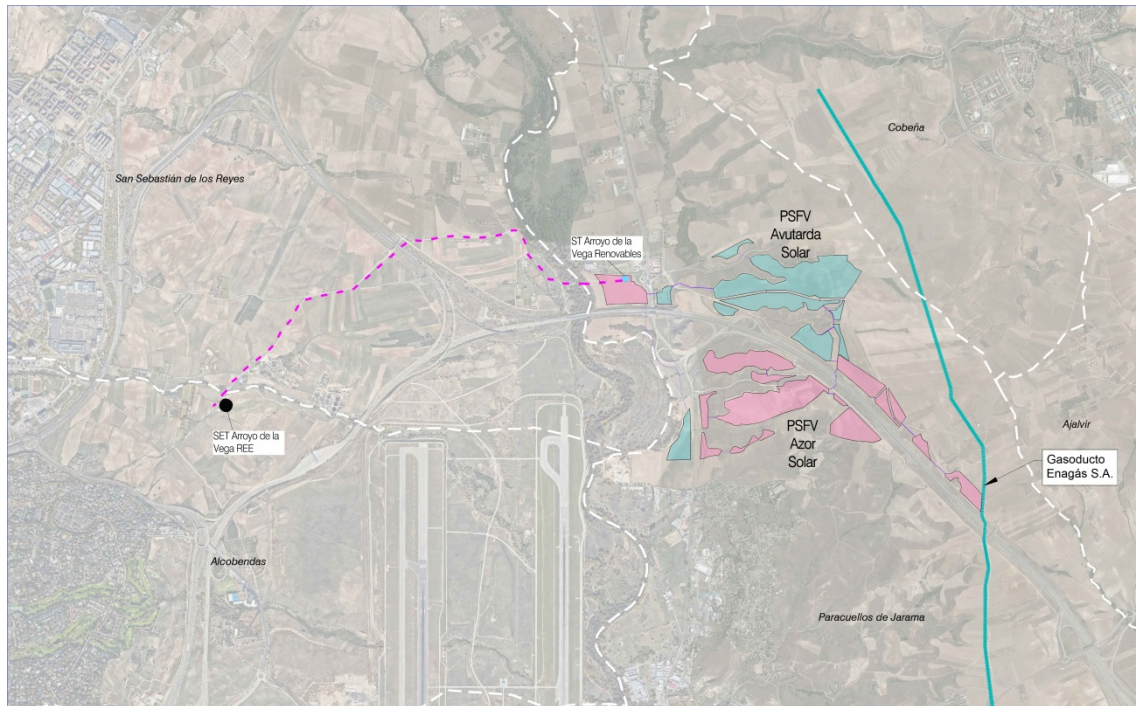 Cobeña
San Sebastián de los Reyes
PSFV
Avutarda
Solar
ST Arroyo de la
Vega Renovables
SET Arroyo de la
Vega REE
PSFV
Azor
Solar
Ajalvir
Gasoducto
Enagás S.A.
Alcobendas
Paracuellos de Jarama